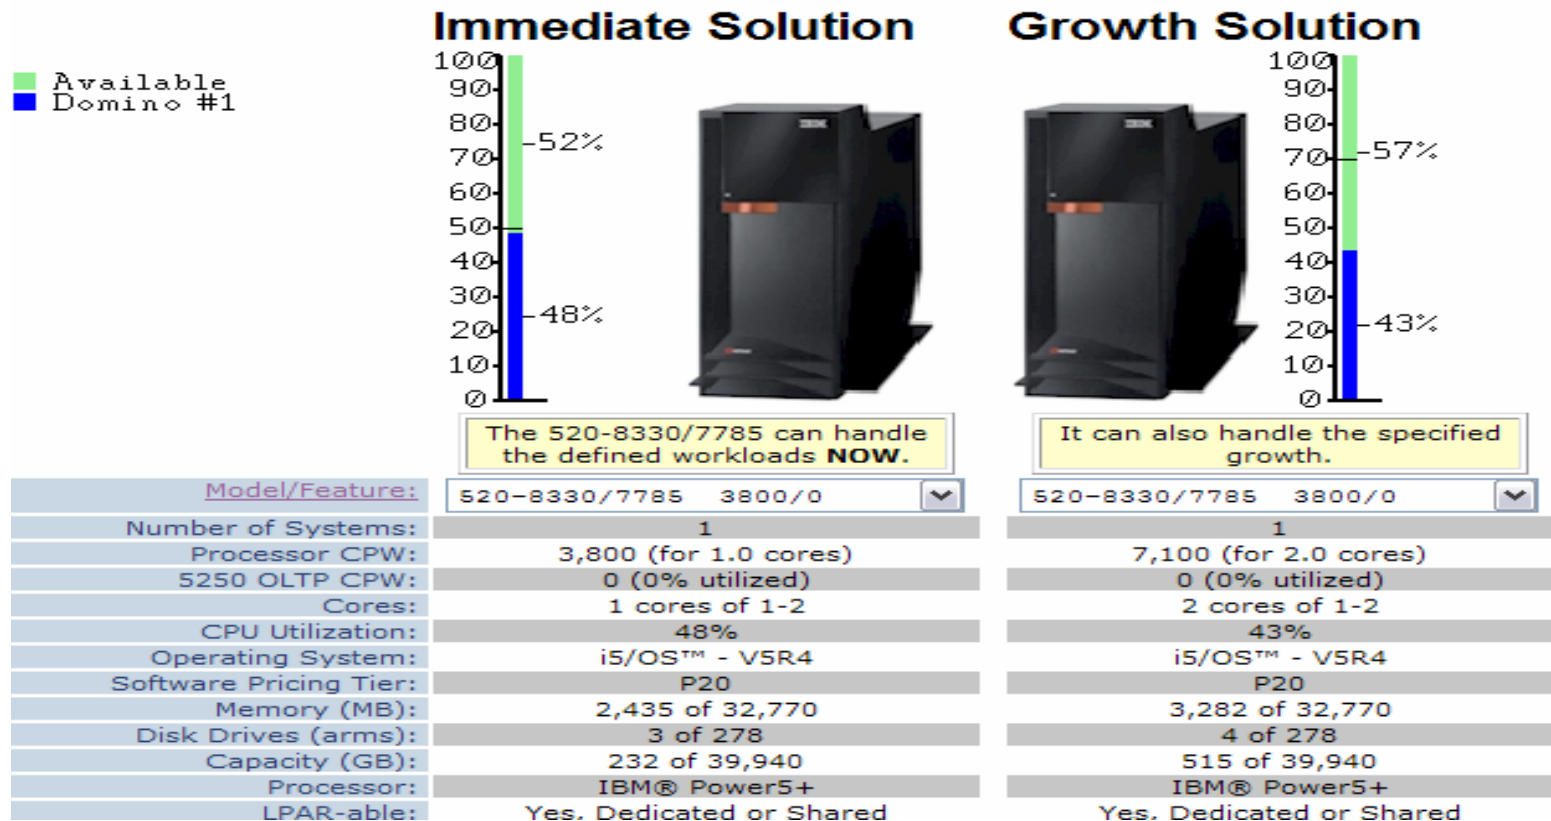 Immediate Solution
Growth Solution
Available
Domino #1
100
90
80
70
60
50
40
30
20
10
0
52%
48%
100
90
80
70
60
50
40
30
20
10
0
57%
43%
The 520-8330/7785 can handle
the defined workloads NOW.
It can also handle the specified
growth.
Model/Feature: 520-8330/7785 3800/0 520-8330/7785 3800/0
Number of Systems: 1 1
Processor CPW: 3,800 (for 1.0 cores) 7,100 (for 2.0 cores)
5250 OLTP CPW: 0 (0% utilized) 0 (0% utilized)
Cores: 1 cores of 1-2 2 cores of 1-2
CPU Utilization: 48% 43%
Operating System: i5/OS™ - V5R4 i5/OS™ - V5R4
Software Pricing Tier: P20 P20
Memory (MB): 2,435 of 32,770 3,282 of 32,770
Disk Drives (arms): 3 of 278 4 of 278
Capacity (GB): 232 of 39,940 515 of 39,940
Processor: IBM® Power5+ IBM® Power5+
LPAR-able: Yes, Dedicated or Shared Yes, Dedicated or Shared